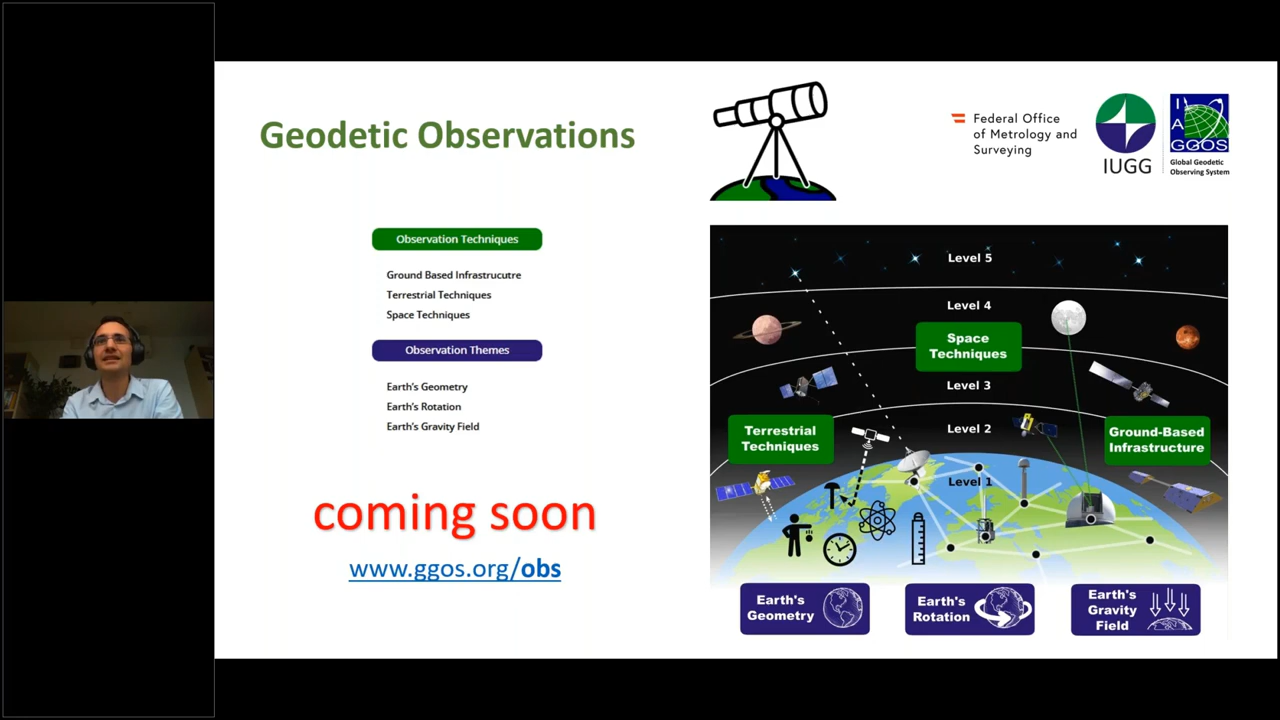 Geodetic Observations
Federal Office
of Metrology and
Surveying
IUGG
I
A
GGOS
Global Geodetic
Observing System
Observation Techniques
Ground Based Infrastrucutre
Terrestrial Techniques
Space Techniques
Observation Themes
Earth's Geometry
Earth's Rotation
Earth's Gravity Field
coming soon
www.ggos.org/obs
Level 5
Level 4
Space
Techniques
Level 3
Level 2
Terrestrial
Techniques
Ground-Based
Infrastructure
Level 1
Earth's
Geometry
Earth's
Rotation
Earth's
Gravity
Field